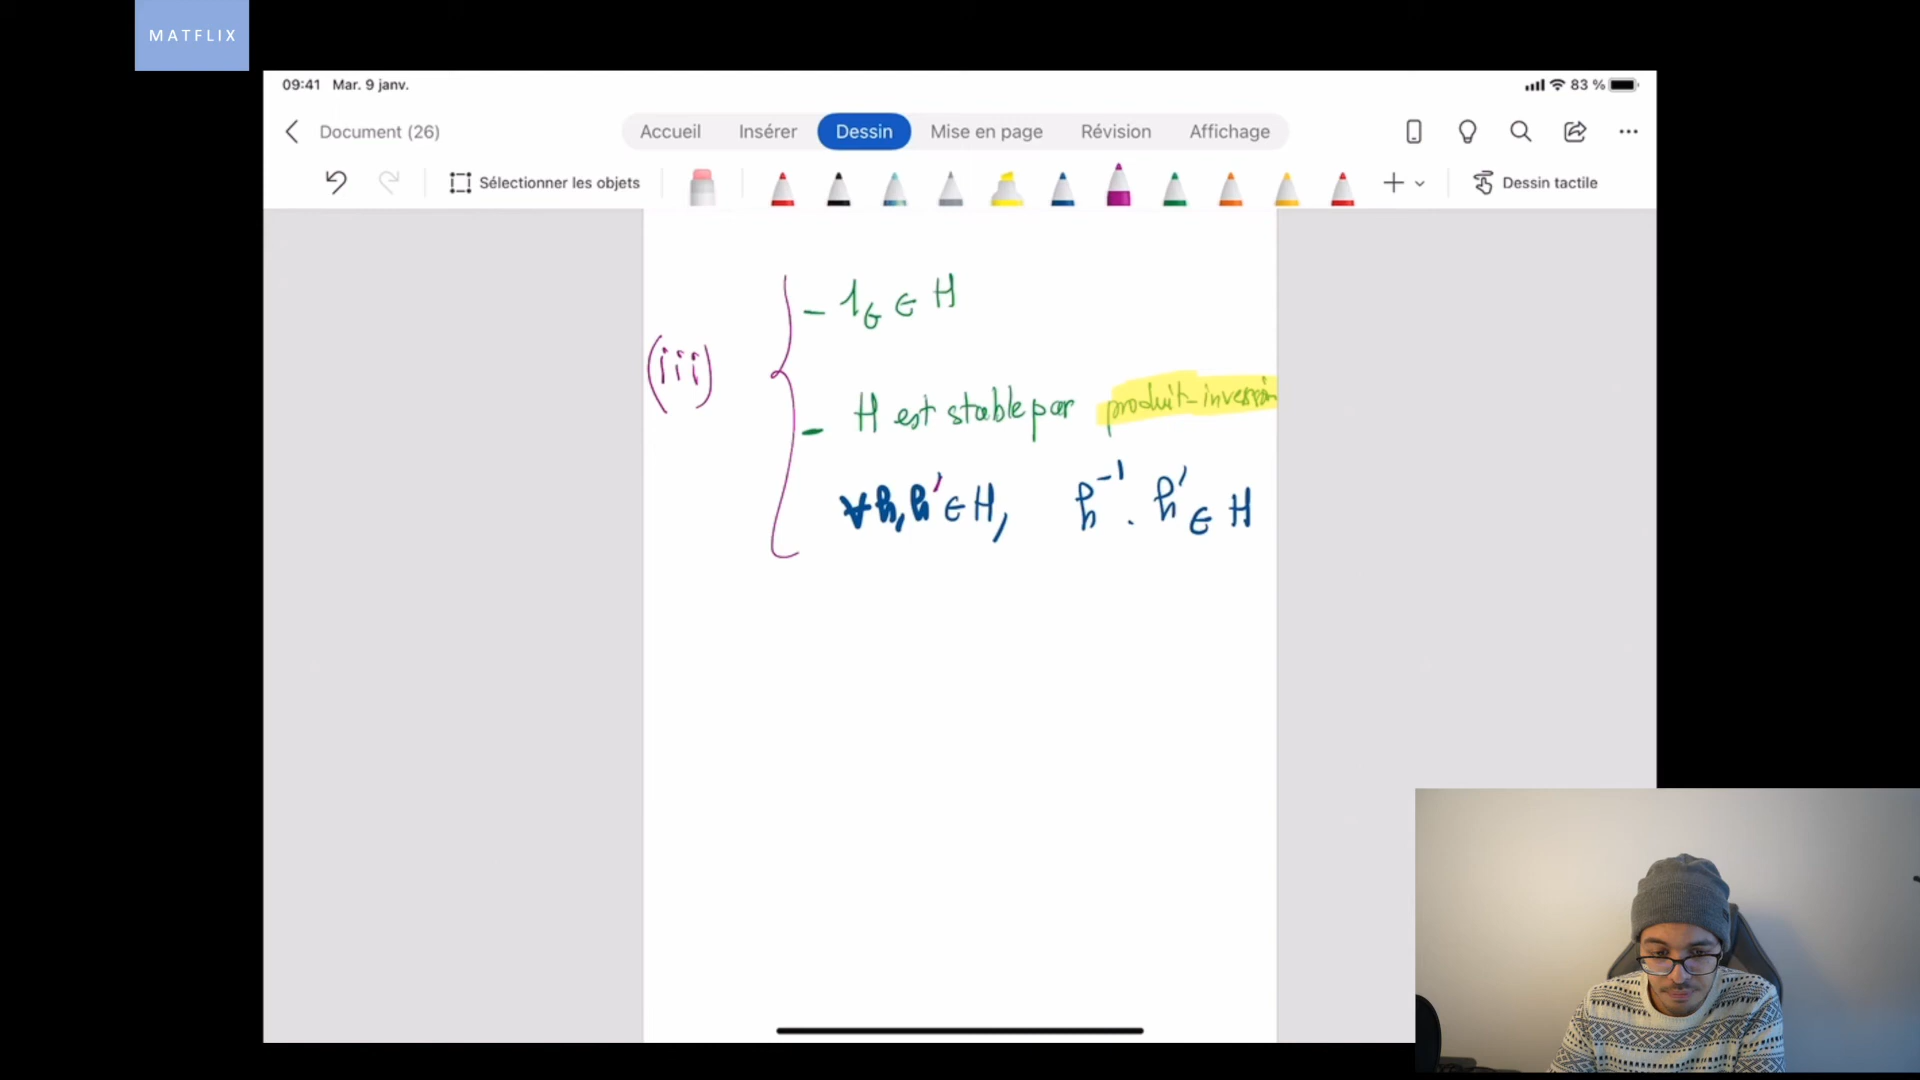 MATFLIX
09:41 Mar. 9 janv. 83 %
Document (26) Accueil Insérer Dessin Mise en page Révision Affichage
Sélectionner les objets Dessin tactile
- 1_G ∈ H
(iii)
- H est stable par produit-inversion
∀h, h' ∈ H, h⁻¹ . h' ∈ H